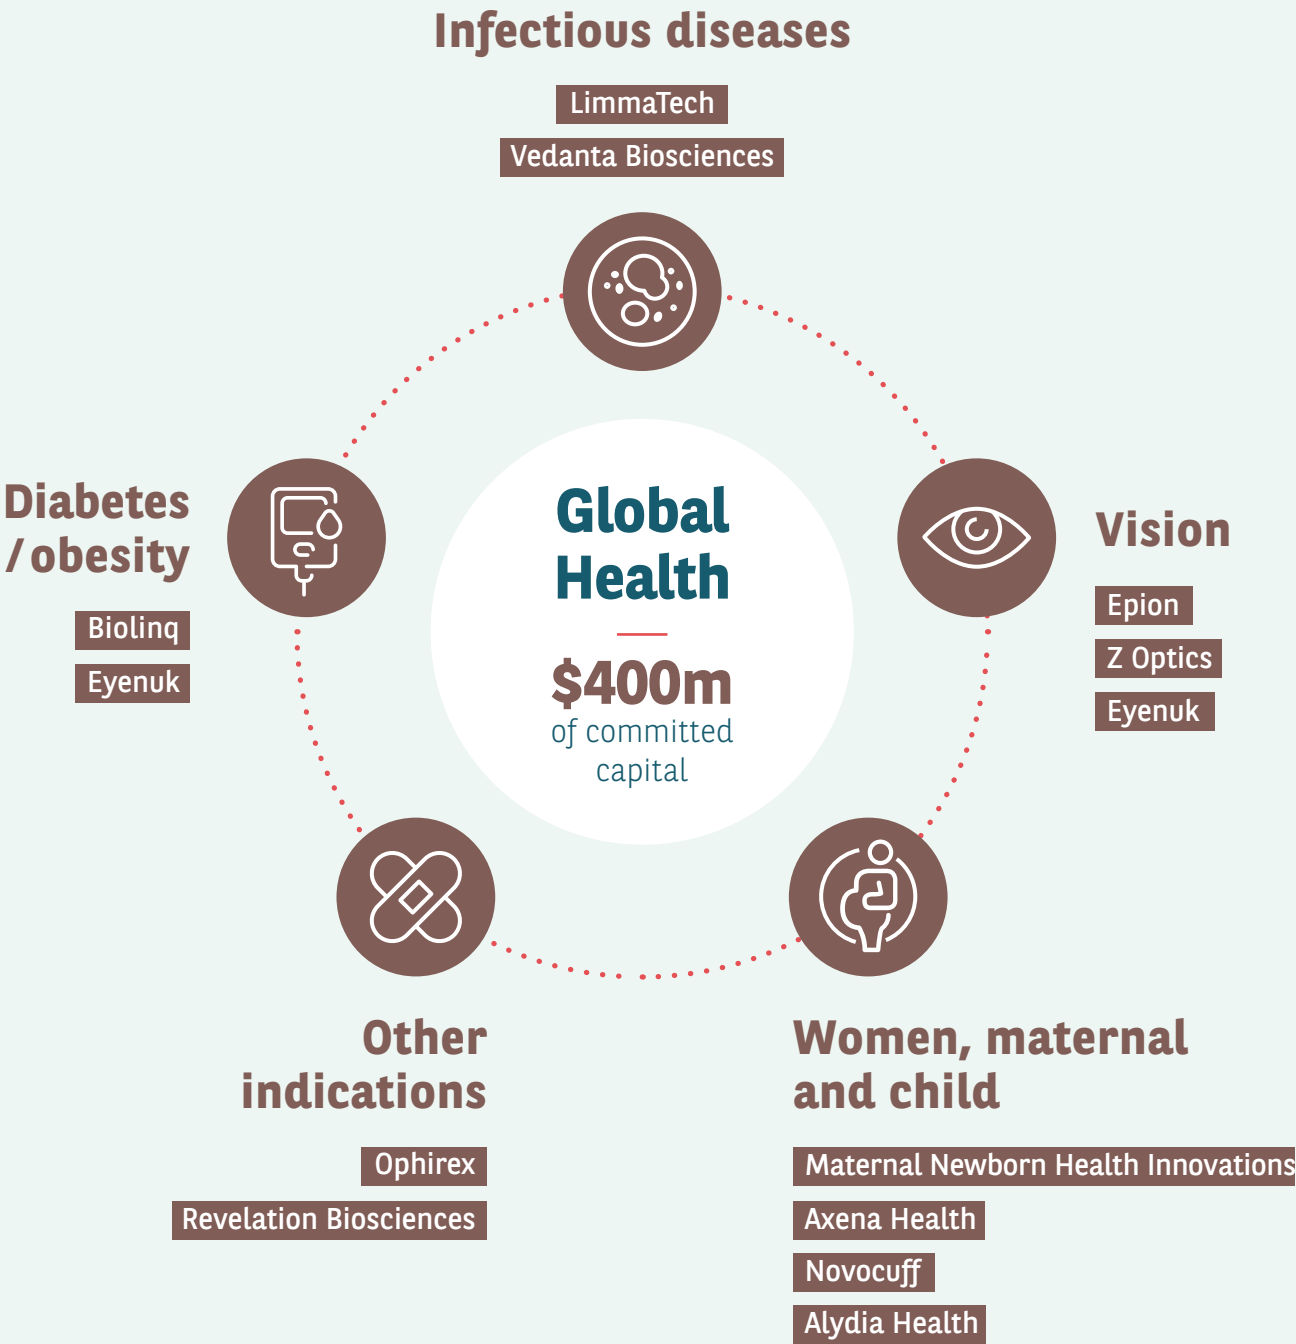 Infectious diseases
LimmaTech
Vedanta Biosciences
Diabetes
/obesity
Biolinq
Eyenuk
Global
Health
$400m
of committed
capital
Vision
Epion
Z Optics
Eyenuk
Other
indications
Ophirex
Revelation Biosciences
Women, maternal
and child
Maternal Newborn Health Innovations
Axena Health
Novocuff
Alydia Health